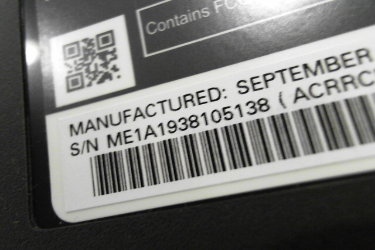 Contains FC
MANUFACTURED: SEPTEMBER
S/N ME1A1938105138 ( ACRRC